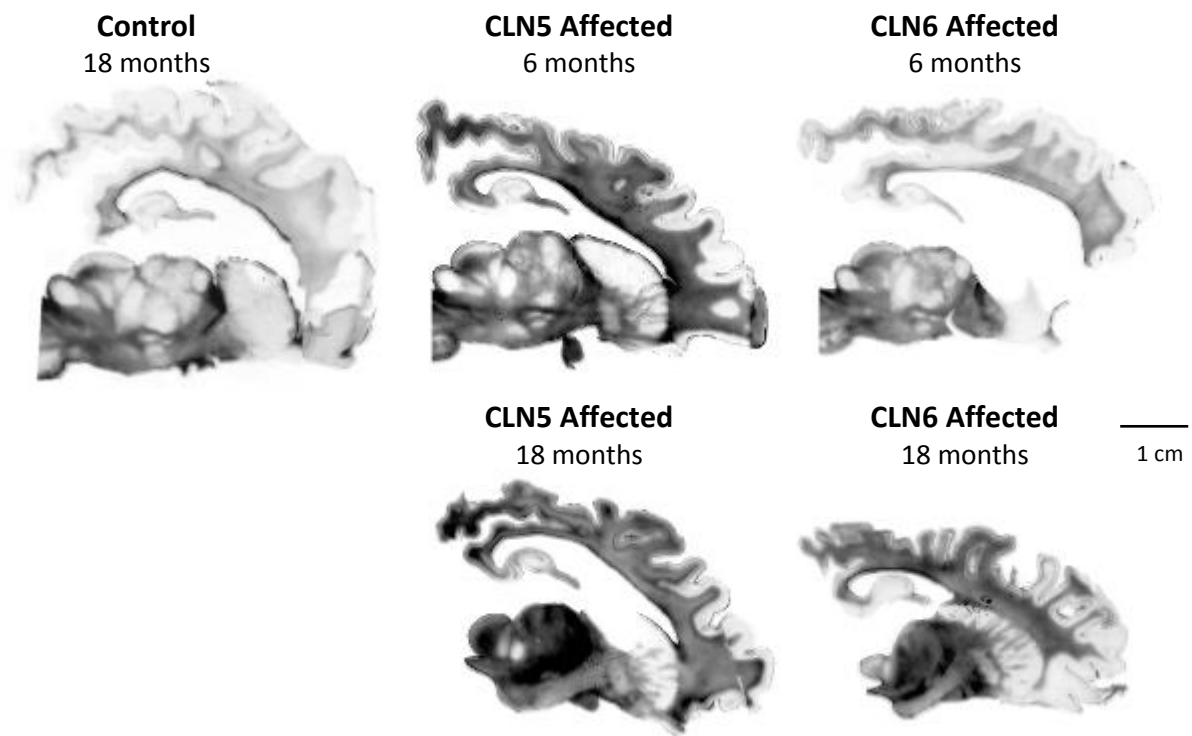 Control
18 months
CLN5 Affected
6 months
CLN6 Affected
6 months
CLN5 Affected
18 months
CLN6 Affected
18 months
1 cm